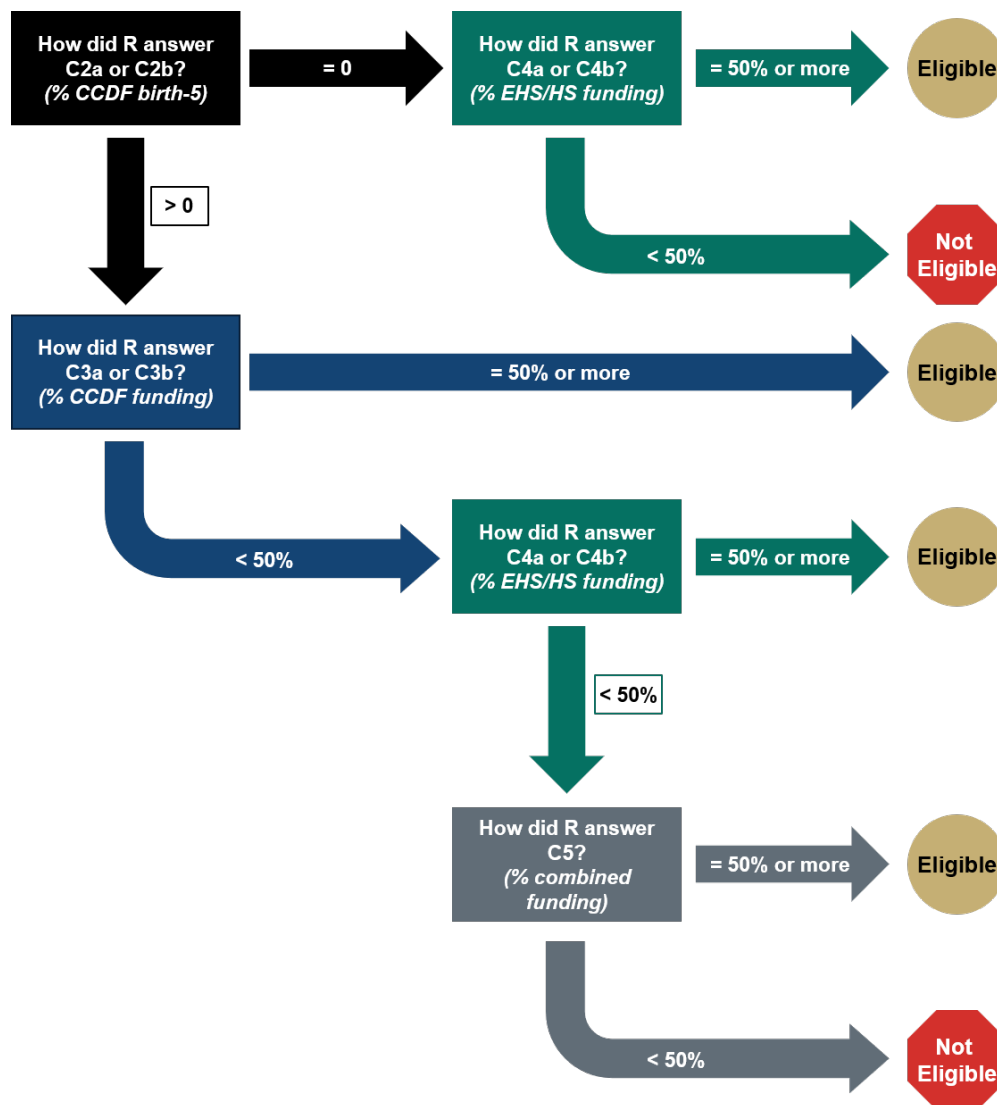 How did R answer
C2a or C2b?
(% CCDF birth-5)
= 0
How did R answer
C4a or C4b?
(% EHS/HS funding)
= 50% or more
Eligible
> 0
< 50%
Not
Eligible
How did R answer
C3a or C3b?
(% CCDF funding)
= 50% or more
Eligible
< 50%
How did R answer
C4a or C4b?
(% EHS/HS funding)
= 50% or more
Eligible
< 50%
How did R answer
C5?
(% combined
funding)
= 50% or more
Eligible
< 50%
Not
Eligible